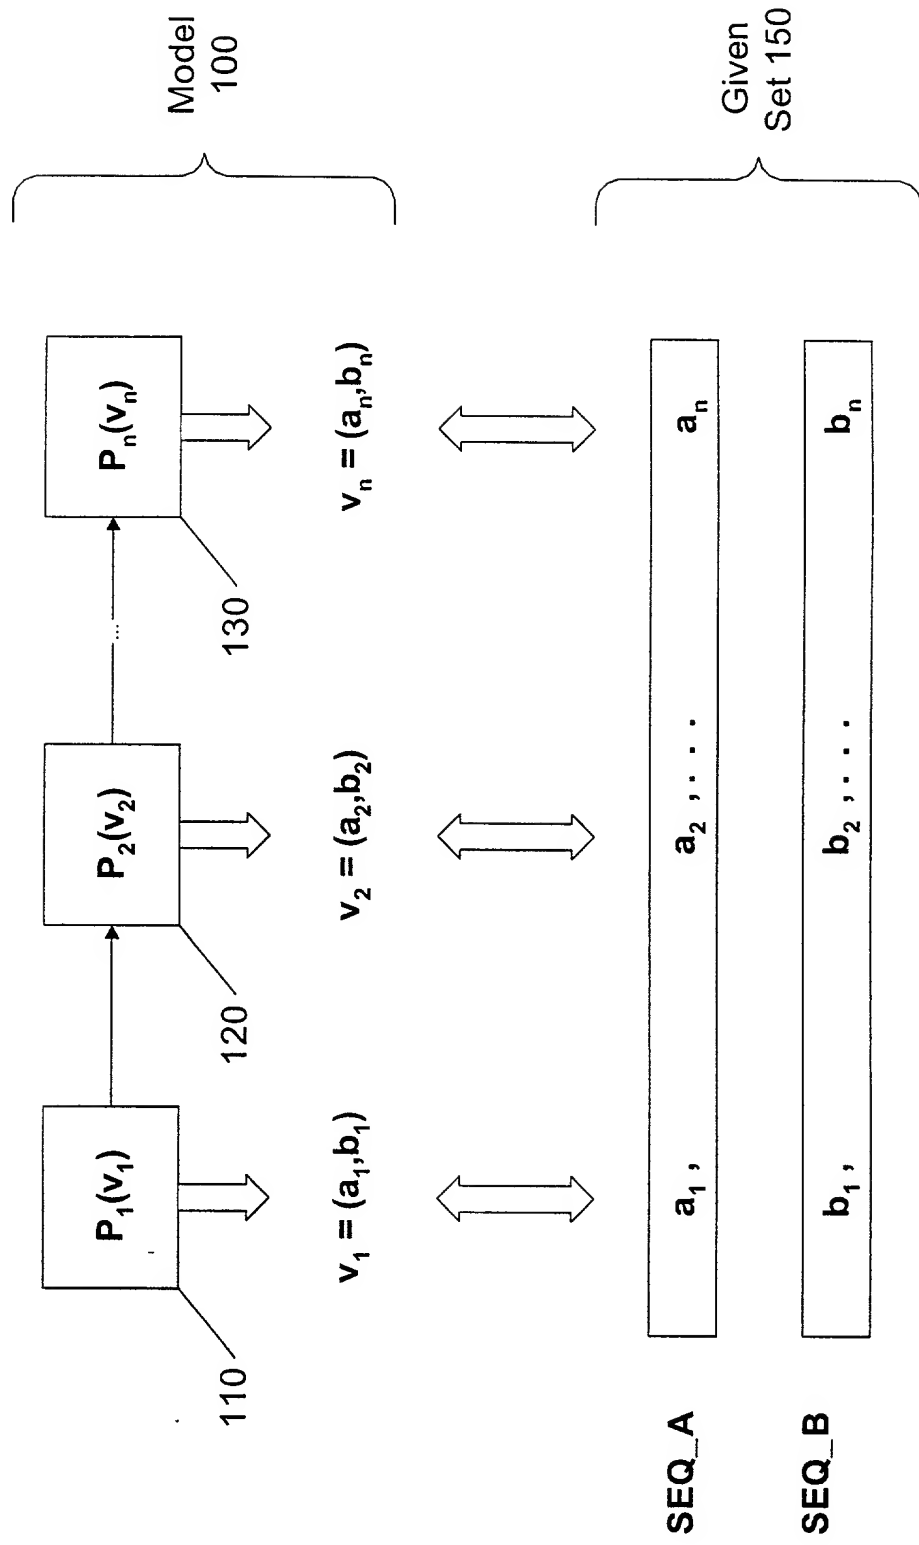 P₁(v₁)
P₂(v₂)
...
Pₙ(vₙ)
Model
100
110
120
130
v₁ = (a₁,b₁)
v₂ = (a₂,b₂)
vₙ = (aₙ,bₙ)
SEQ_A
a₁ , a₂ , . . . aₙ
SEQ_B
b₁ , b₂ , . . . bₙ
Given
Set 150